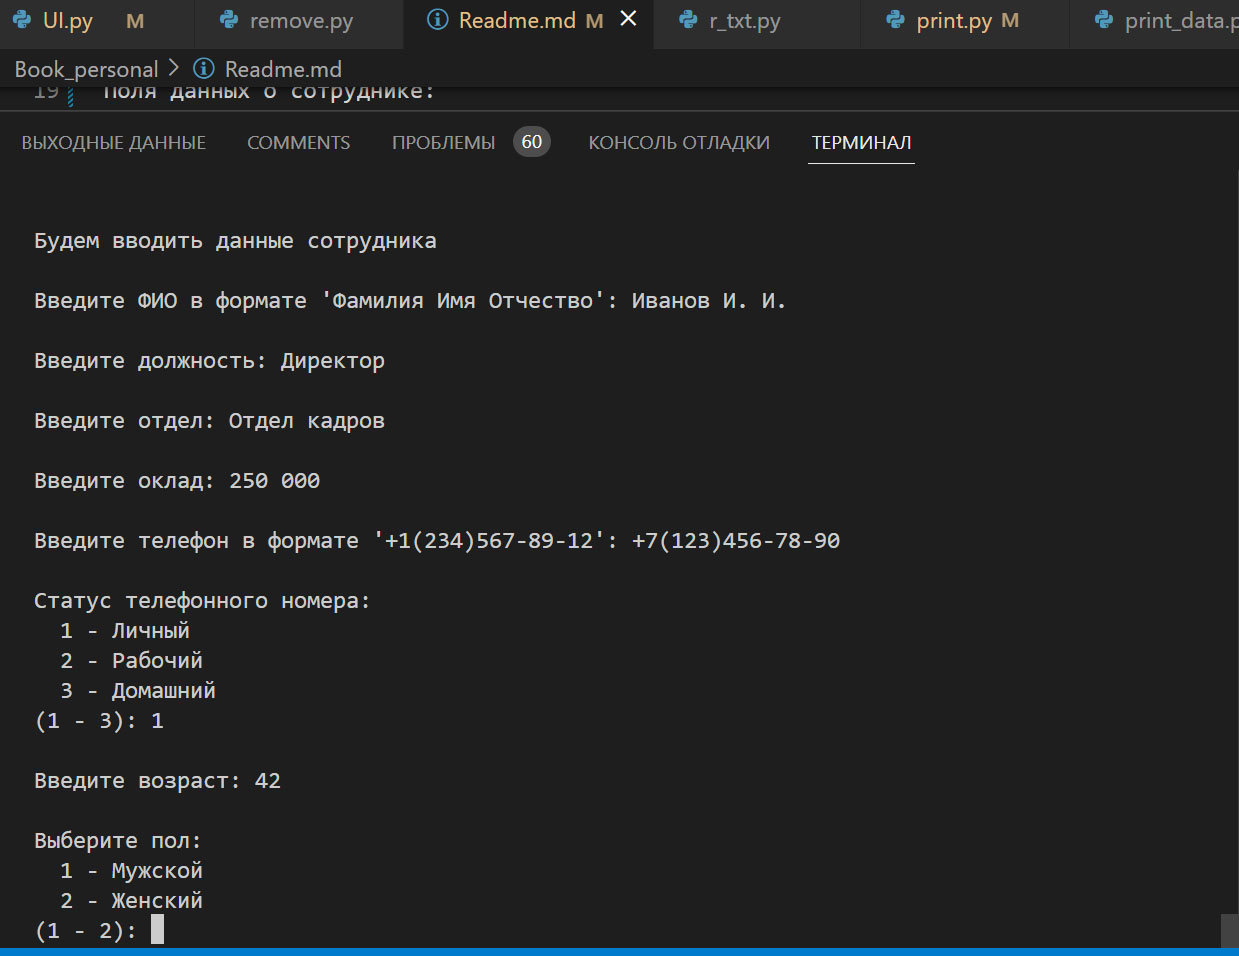 UI.py M remove.py Readme.md M r_txt.py print.py M print_data.p
Book_personal > Readme.md
19 Поля данных о сотруднике:
ВЫХОДНЫЕ ДАННЫЕ COMMENTS ПРОБЛЕМЫ 60 КОНСОЛЬ ОТЛАДКИ ТЕРМИНАЛ
Будем вводить данные сотрудника
Введите ФИО в формате 'Фамилия Имя Отчество': Иванов И. И.
Введите должность: Директор
Введите отдел: Отдел кадров
Введите оклад: 250 000
Введите телефон в формате '+1(234)567-89-12': +7(123)456-78-90
Статус телефонного номера:
1 - Личный
2 - Рабочий
3 - Домашний
(1 - 3): 1
Введите возраст: 42
Выберите пол:
1 - Мужской
2 - Женский
(1 - 2):